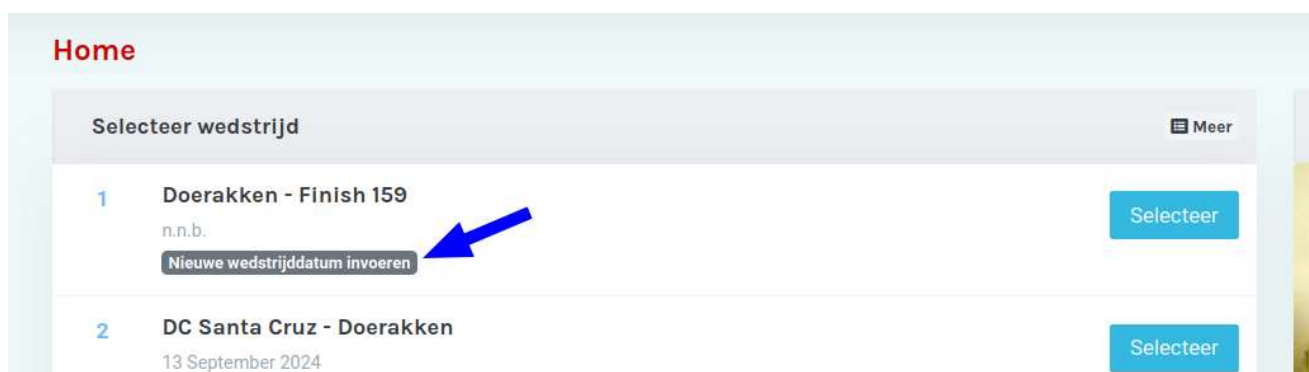 Home
Selecteer wedstrijd
Meer
1
Doerakken - Finish 159
Selecteer
n.n.b.
Nieuwe wedstrijddatum invoeren
2
DC Santa Cruz - Doerakken
Selecteer
13 September 2024